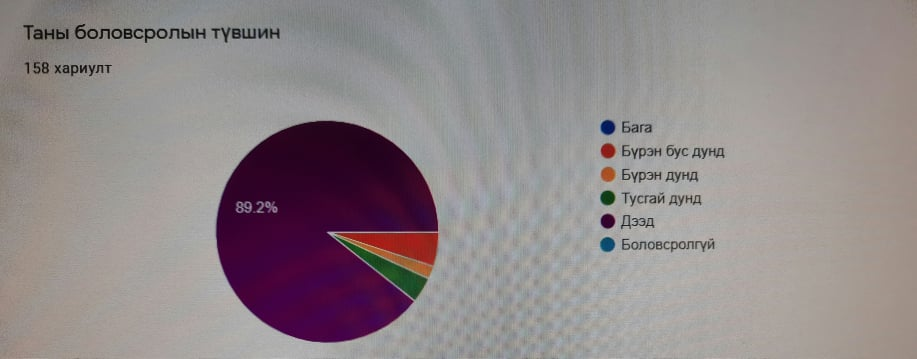 Таны боловсролын түвшин
158 хариулт
89.2%
Бага
Бүрэн бус дунд
Бүрэн дунд
Тусгай дунд
Дээд
Боловсролгүй